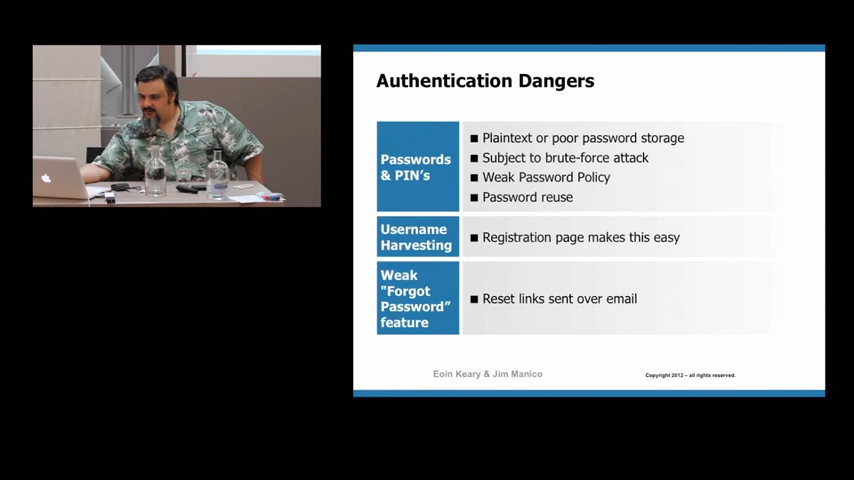 Authentication Dangers
Passwords
& PIN's
■ Plaintext or poor password storage
■ Subject to brute-force attack
■ Weak Password Policy
■ Password reuse
Username
Harvesting
■ Registration page makes this easy
Weak
"Forgot
Password”
feature
■ Reset links sent over email
Eoin Keary & Jim Manico
Copyright 2012 – all rights reserved.